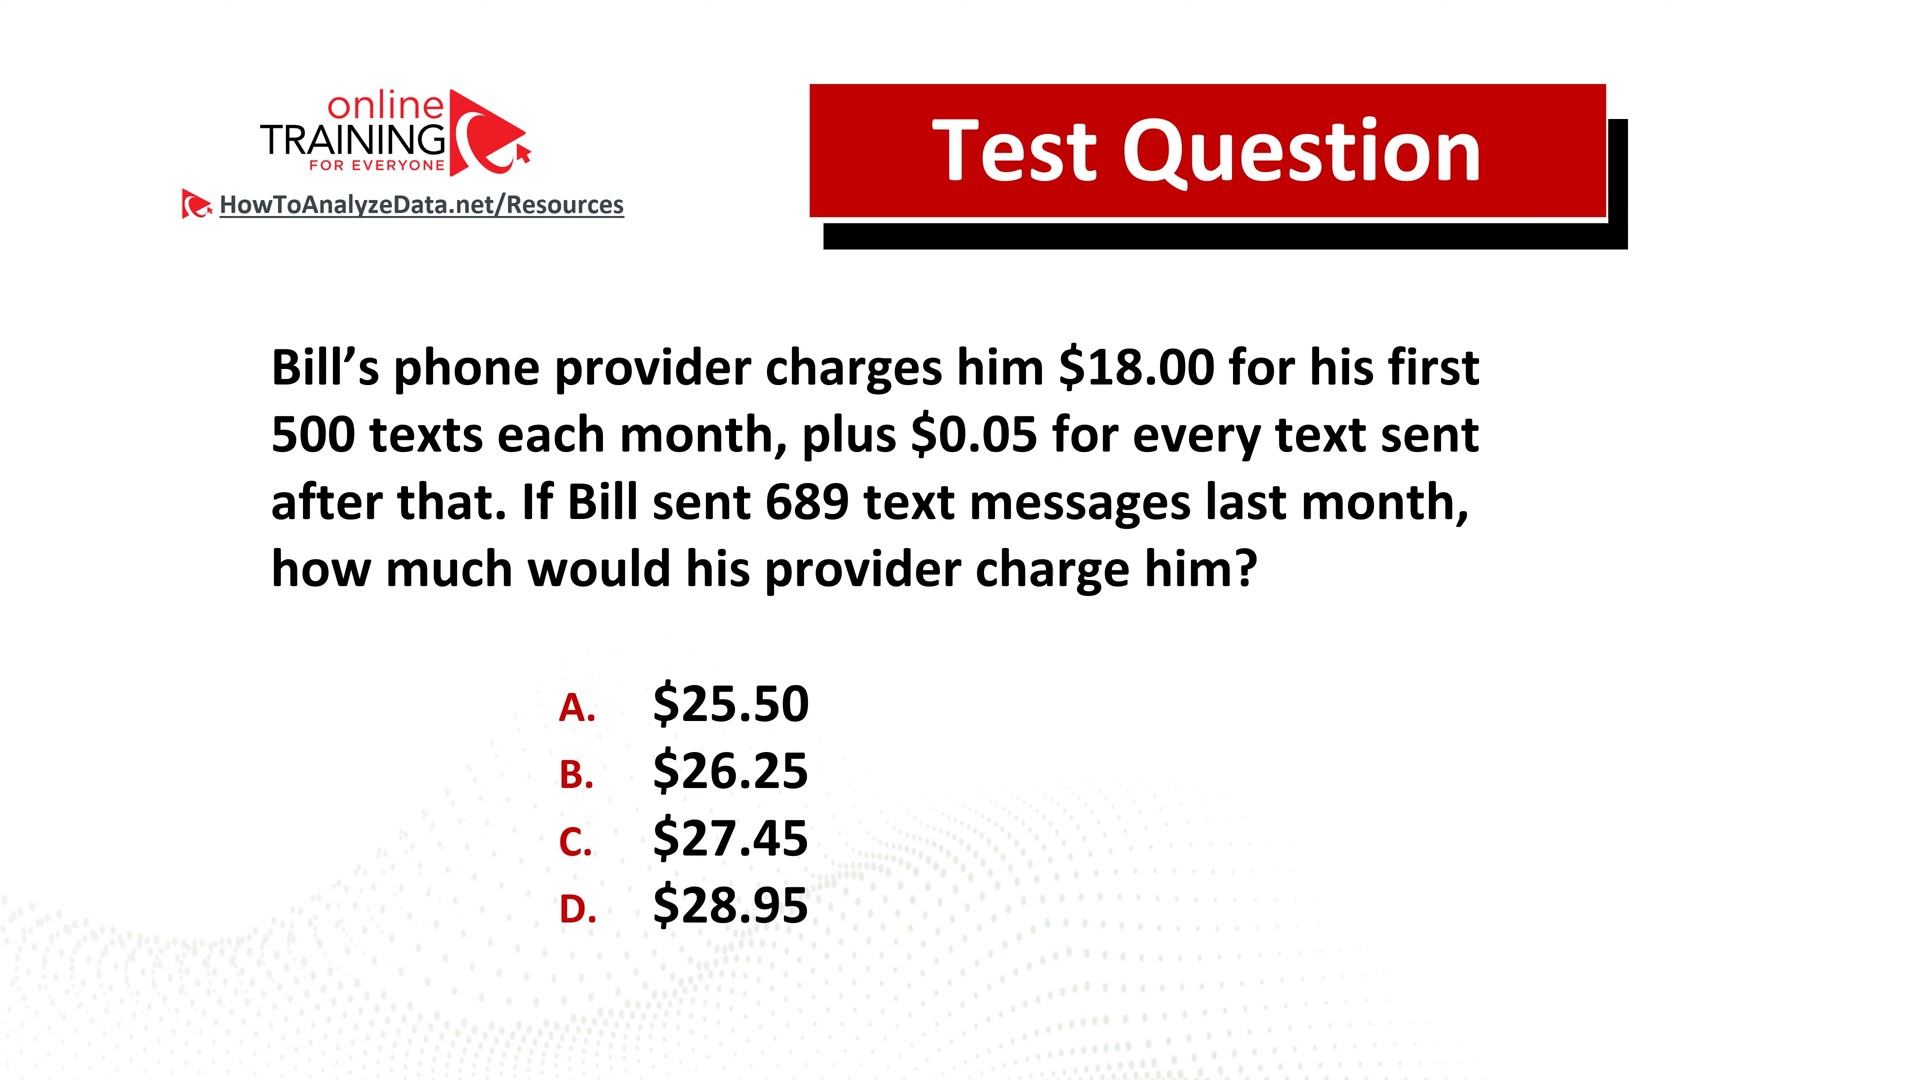 online
TRAINING
FOR EVERYONE
HowToAnalyzeData.net/Resources
Test Question
Bill’s phone provider charges him $18.00 for his first
500 texts each month, plus $0.05 for every text sent
after that. If Bill sent 689 text messages last month,
how much would his provider charge him?
A. $25.50
B. $26.25
C. $27.45
D. $28.95